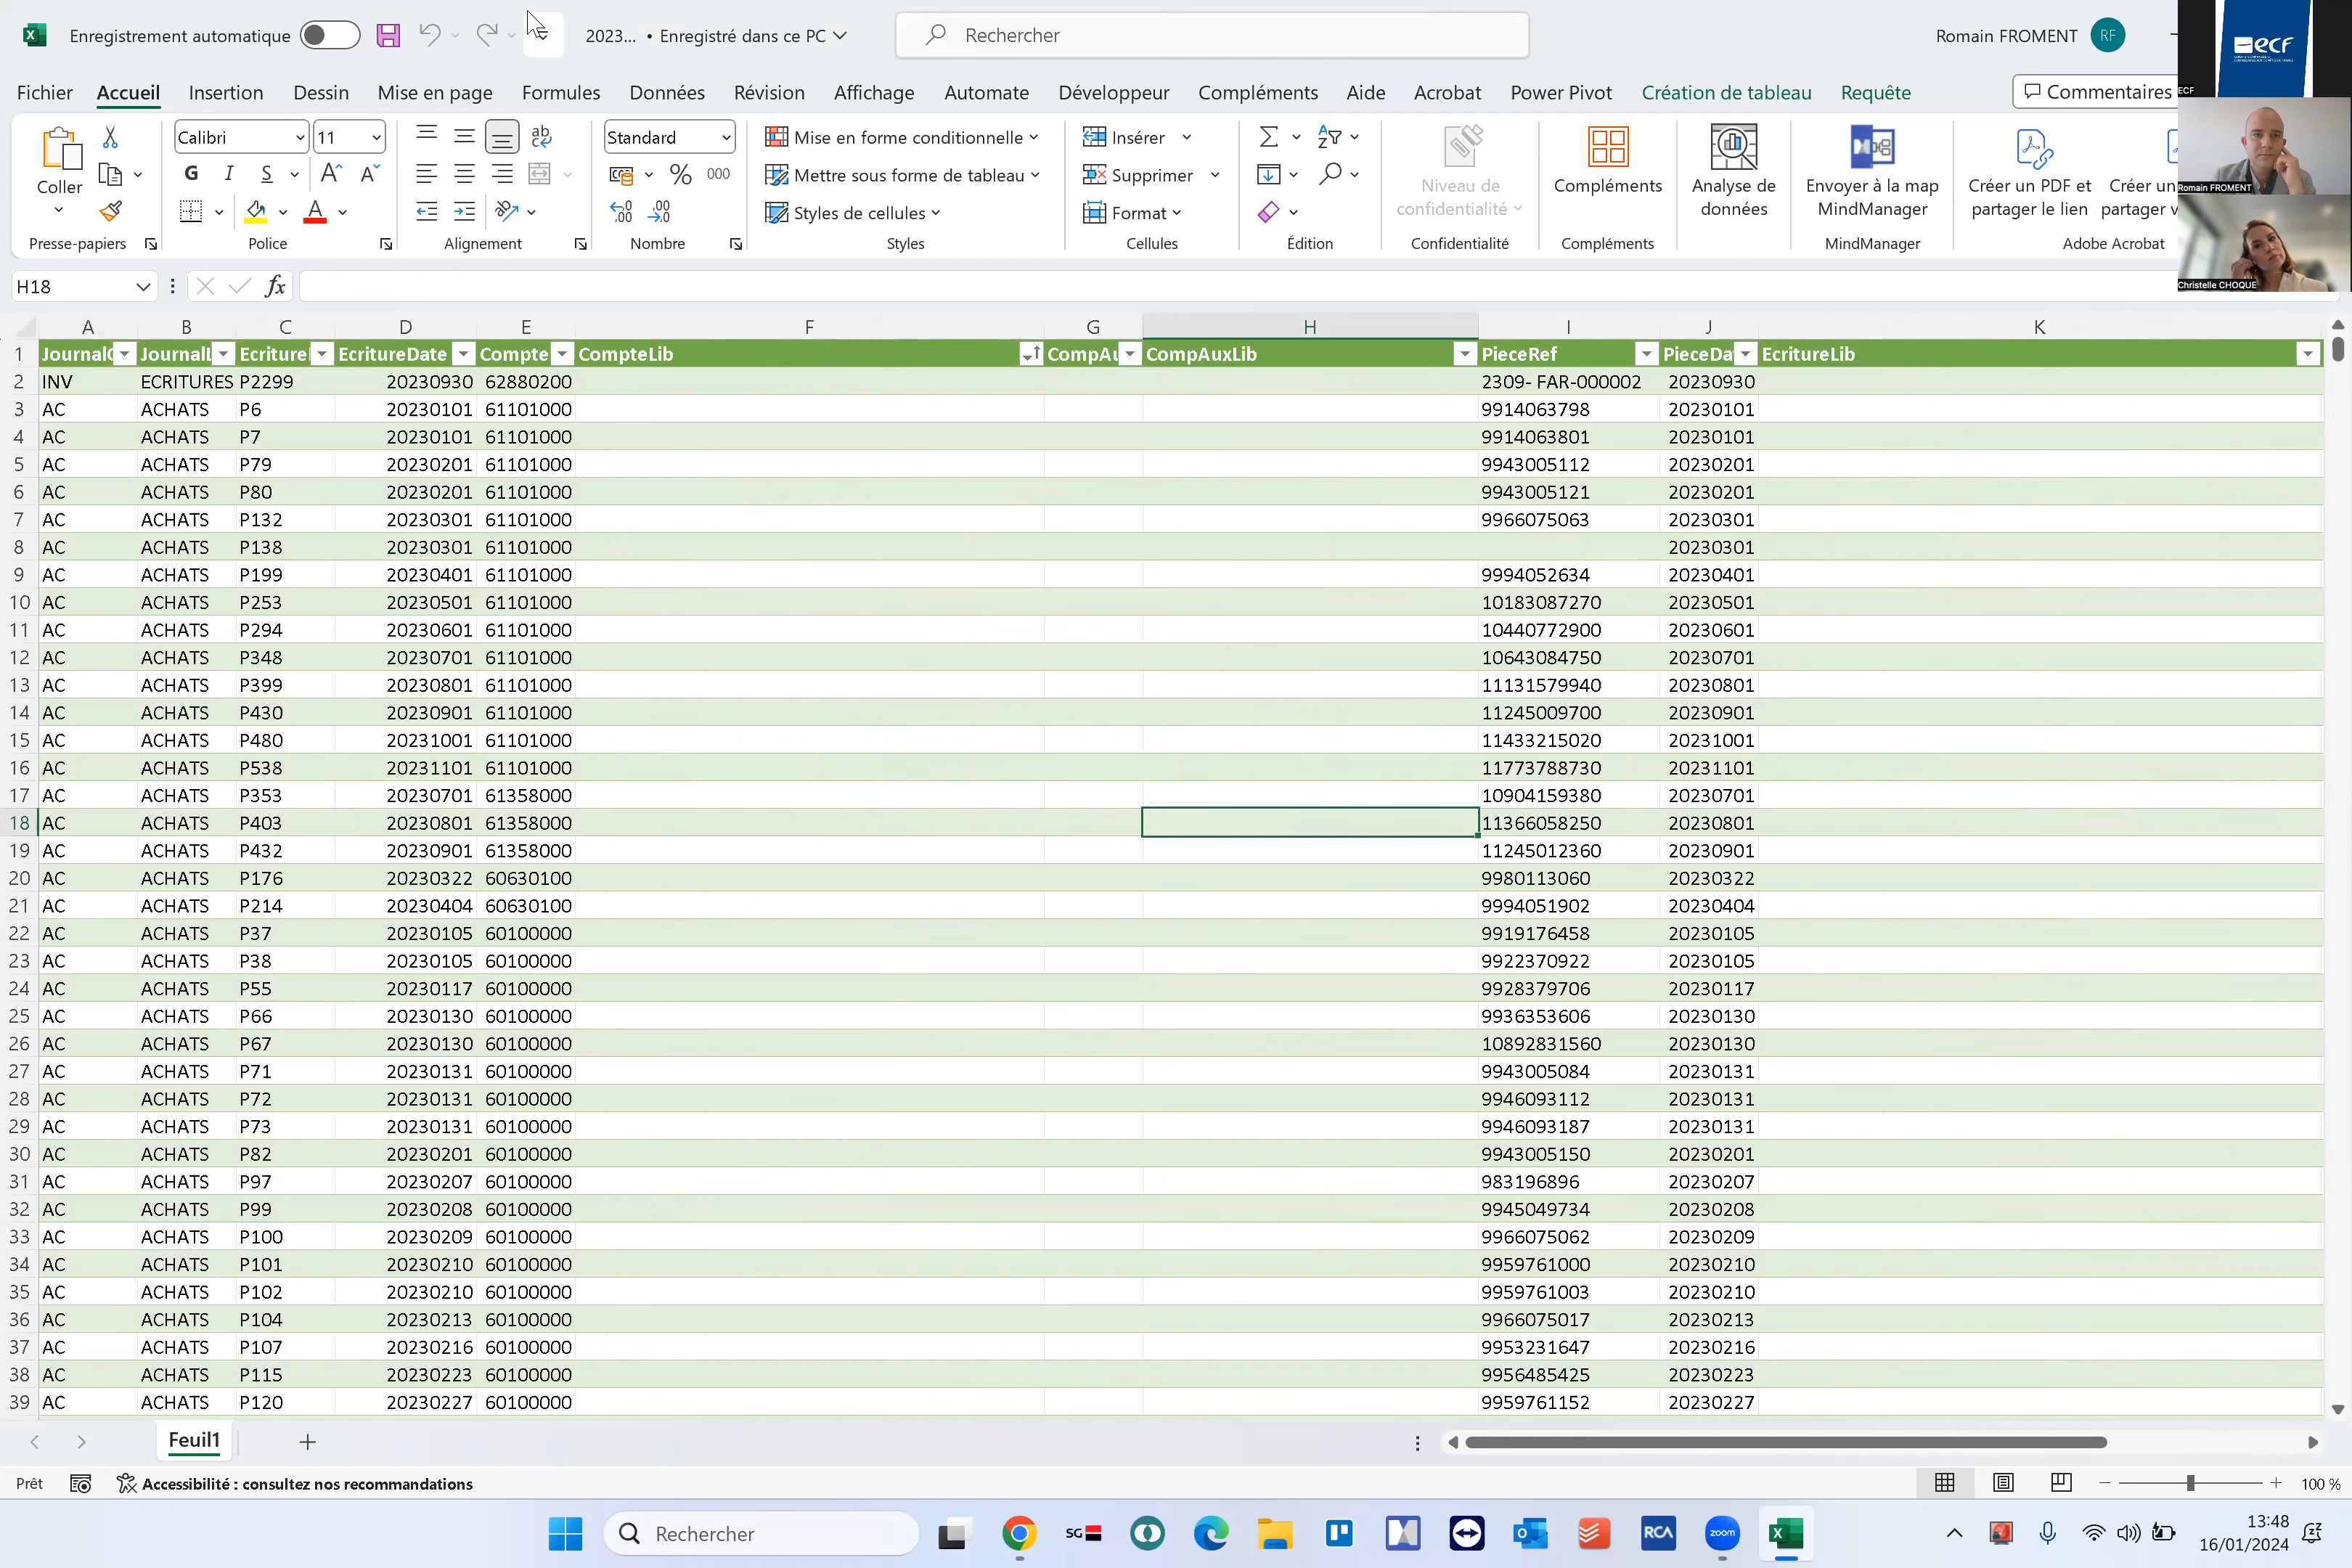 Enregistrement automatique
2023... • Enregistré dans ce PC
Rechercher
Romain FROMENT RF
Fichier Accueil Insertion Dessin Mise en page Formules Données Révision Affichage Automate Développeur Compléments Aide Acrobat Power Pivot Création de tableau Requête Commentaires
ecf
ECF
Romain FROMENT
Christelle CHOQUE
Coller
Presse-papiers
Calibri 11
G I S
Police
Alignement
Standard
% 000
Nombre
Mise en forme conditionnelle
Mettre sous forme de tableau
Styles de cellules
Styles
Insérer
Supprimer
Format
Cellules
Édition
Niveau de confidentialité
Confidentialité
Compléments
Compléments
Analyse de données
Envoyer à la map MindManager
MindManager
Créer un PDF et partager le lien
Créer un
partager v
Adobe Acrobat
H18 fx
A B C D E F G H I J K
1 Journal JournalL Ecriture EcritureDate Compte CompteLib CompAu CompAuxLib PieceRef PieceDa EcritureLib
2 INV ECRITURES P2299 20230930 62880200 2309- FAR-000002 20230930
3 AC ACHATS P6 20230101 61101000 9914063798 20230101
4 AC ACHATS P7 20230101 61101000 9914063801 20230101
5 AC ACHATS P79 20230201 61101000 9943005112 20230201
6 AC ACHATS P80 20230201 61101000 9943005121 20230201
7 AC ACHATS P132 20230301 61101000 9966075063 20230301
8 AC ACHATS P138 20230301 61101000 20230301
9 AC ACHATS P199 20230401 61101000 9994052634 20230401
10 AC ACHATS P253 20230501 61101000 10183087270 20230501
11 AC ACHATS P294 20230601 61101000 10440772900 20230601
12 AC ACHATS P348 20230701 61101000 10643084750 20230701
13 AC ACHATS P399 20230801 61101000 11131579940 20230801
14 AC ACHATS P430 20230901 61101000 11245009700 20230901
15 AC ACHATS P480 20231001 61101000 11433215020 20231001
16 AC ACHATS P538 20231101 61101000 11773788730 20231101
17 AC ACHATS P353 20230701 61358000 10904159380 20230701
18 AC ACHATS P403 20230801 61358000 11366058250 20230801
19 AC ACHATS P432 20230901 61358000 11245012360 20230901
20 AC ACHATS P176 20230322 60630100 9980113060 20230322
21 AC ACHATS P214 20230404 60630100 9994051902 20230404
22 AC ACHATS P37 20230105 60100000 9919176458 20230105
23 AC ACHATS P38 20230105 60100000 9922370922 20230105
24 AC ACHATS P55 20230117 60100000 9928379706 20230117
25 AC ACHATS P66 20230130 60100000 9936353606 20230130
26 AC ACHATS P67 20230130 60100000 10892831560 20230130
27 AC ACHATS P71 20230131 60100000 9943005084 20230131
28 AC ACHATS P72 20230131 60100000 9946093112 20230131
29 AC ACHATS P73 20230131 60100000 9946093187 20230131
30 AC ACHATS P82 20230201 60100000 9943005150 20230201
31 AC ACHATS P97 20230207 60100000 983196896 20230207
32 AC ACHATS P99 20230208 60100000 9945049734 20230208
33 AC ACHATS P100 20230209 60100000 9966075062 20230209
34 AC ACHATS P101 20230210 60100000 9959761000 20230210
35 AC ACHATS P102 20230210 60100000 9959761003 20230210
36 AC ACHATS P104 20230213 60100000 9966075017 20230213
37 AC ACHATS P107 20230216 60100000 9953231647 20230216
38 AC ACHATS P115 20230223 60100000 9956485425 20230223
39 AC ACHATS P120 20230227 60100000 9959761152 20230227
Feuil1
Prêt
Accessibilité : consultez nos recommandations
100 %
Rechercher
SG
RCA
zoom
13:48
16/01/2024